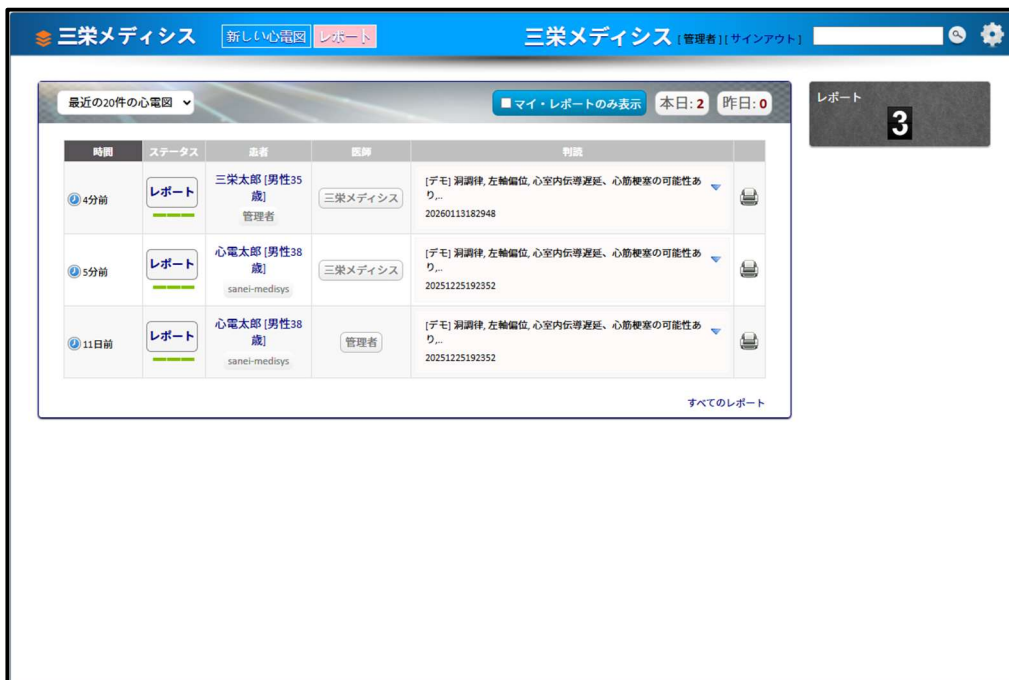 三栄メディシス 新しい心電図 レポート 三栄メディシス [ 管理者 ] [ サインアウト ]
最近の20件の心電図 マイ・レポートのみ表示 本日: 2 昨日: 0
レポート
3
時間 ステータス 患者 医師 判読
4分前 レポート 三栄太郎 [男性35歳] 管理者 三栄メディシス [デモ] 洞調律, 左軸偏位, 心室内伝導遅延、心筋梗塞の可能性あり,..
20260113182948
5分前 レポート 心電太郎 [男性38歳] sanei-medisys 三栄メディシス [デモ] 洞調律, 左軸偏位, 心室内伝導遅延、心筋梗塞の可能性あり,..
20251225192352
11日前 レポート 心電太郎 [男性38歳] sanei-medisys 管理者 [デモ] 洞調律, 左軸偏位, 心室内伝導遅延、心筋梗塞の可能性あり,..
20251225192352
すべてのレポート